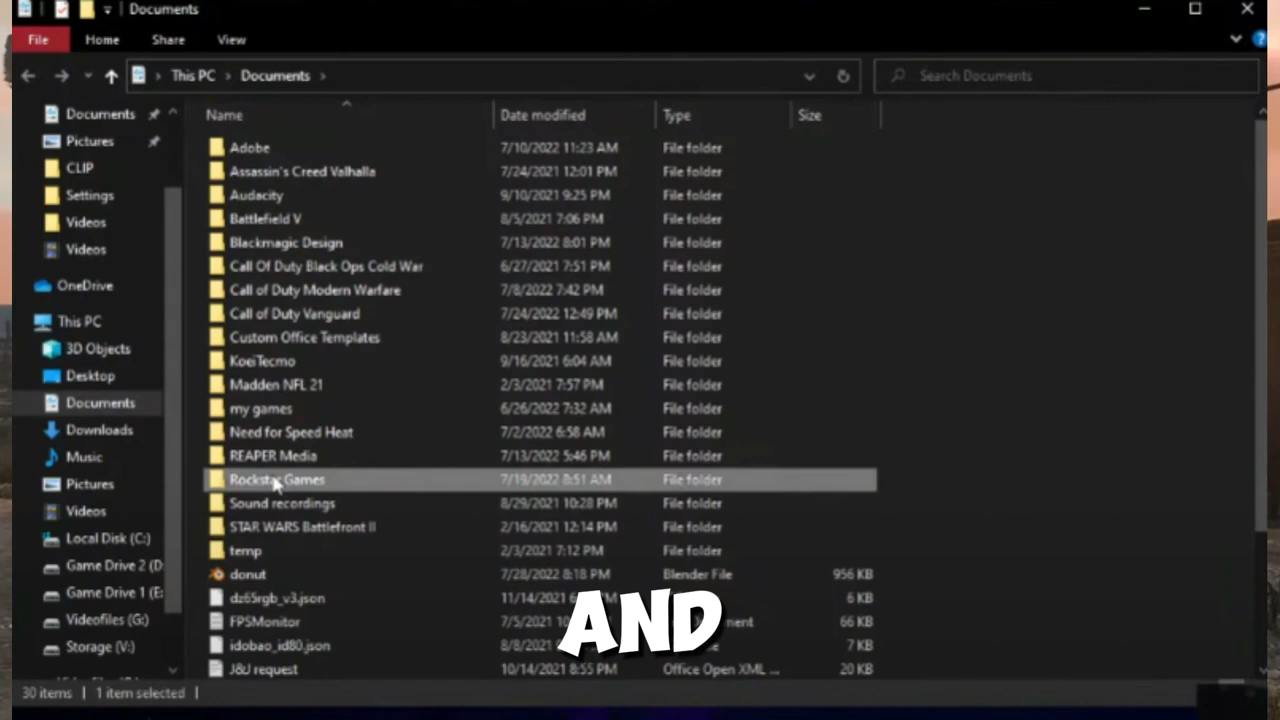 Documents
File Home Share View
This PC > Documents >
Search Documents
Documents
Pictures
CLIP
Settings
Videos
Videos
OneDrive
This PC
3D Objects
Desktop
Documents
Downloads
Music
Pictures
Videos
Local Disk (C:)
Game Drive 2 (D:
Game Drive 1 (E:
Videofiles (G:)
Storage (V:)
Name Date modified Type Size
Adobe 7/10/2022 11:23 AM File folder
Assassin's Creed Valhalla 7/24/2021 12:01 PM File folder
Audacity 9/10/2021 9:25 PM File folder
Battlefield V 8/5/2021 7:06 PM File folder
Blackmagic Design 7/13/2022 8:01 PM File folder
Call Of Duty Black Ops Cold War 6/27/2021 7:51 PM File folder
Call of Duty Modern Warfare 7/8/2022 7:42 PM File folder
Call of Duty Vanguard 7/24/2022 12:49 PM File folder
Custom Office Templates 8/23/2021 11:58 AM File folder
KoeiTecmo 9/16/2021 6:04 AM File folder
Madden NFL 21 2/3/2021 7:57 PM File folder
my games 6/26/2022 7:32 AM File folder
Need for Speed Heat 7/2/2022 6:58 AM File folder
REAPER Media 7/13/2022 5:46 PM File folder
Rockstar Games 7/19/2022 8:51 AM File folder
Sound recordings 8/29/2021 10:28 PM File folder
STAR WARS Battlefront II 2/16/2021 12:14 PM File folder
temp 2/3/2021 7:12 PM File folder
donut 7/28/2022 8:18 PM Blender File 956 KB
dz65rgb_v3.json 11/14/2021 6 KB
FPSMonitor 7/5/2021 66 KB
idobao_id80.json 7 KB
J&J request 10/14/2021 8:55 PM Office Open XML ... 20 KB
AND
30 items 1 item selected